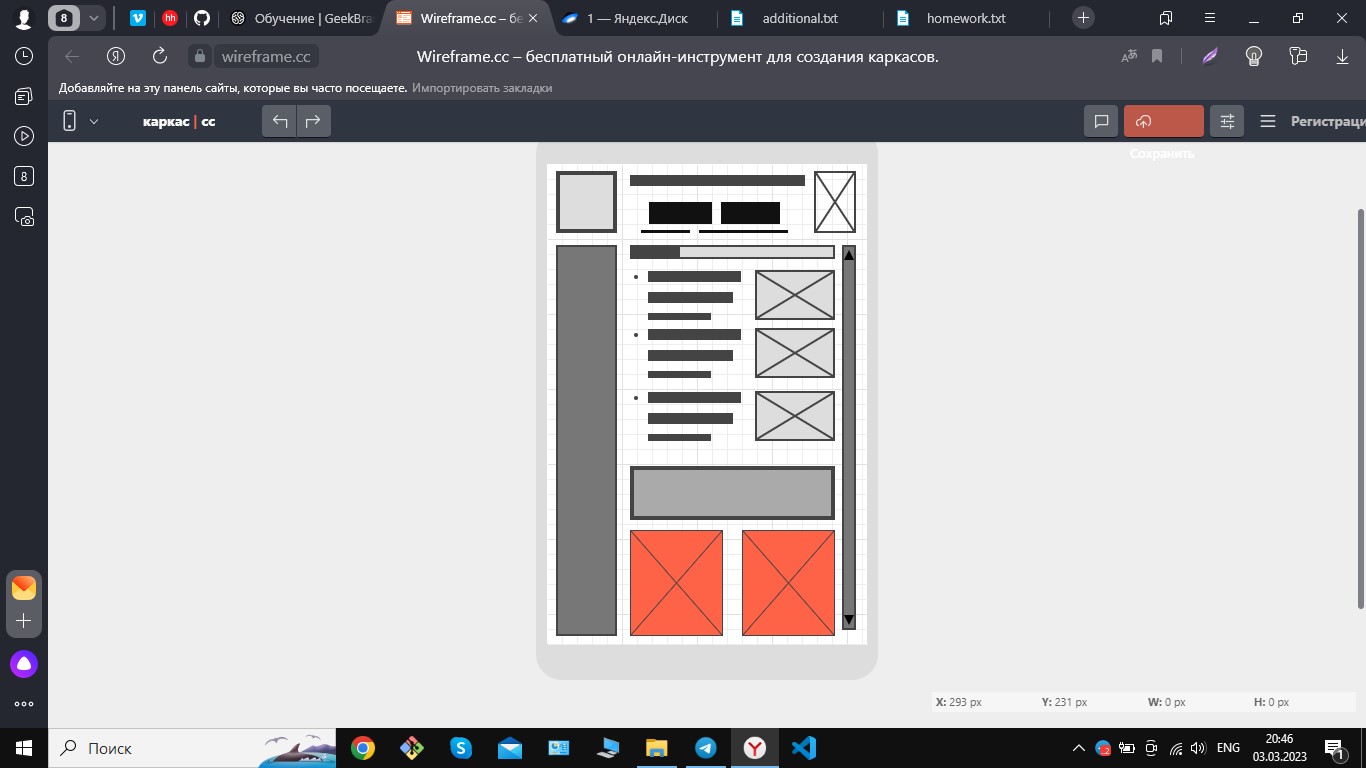 8
hh
Обучение | GeekBra
Wireframe.cc – бе
1 — Яндекс.Диск
additional.txt
homework.txt
Я
wireframe.cc
Wireframe.cc – бесплатный онлайн-инструмент для создания каркасов.
Добавляйте на эту панель сайты, которые вы часто посещаете. Импортировать закладки
каркас | cc
Регистраци
Сохранить
8
X: 293 px
Y: 231 px
W: 0 px
H: 0 px
Поиск
ENG
20:46
03.03.2023
1